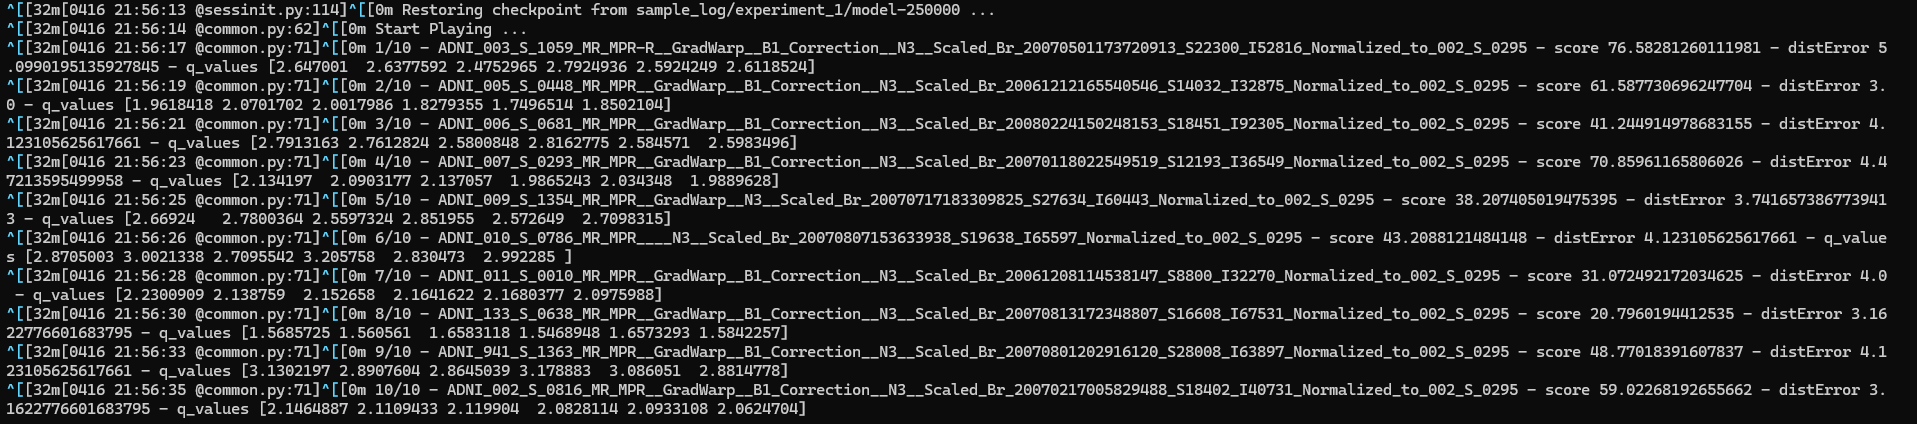 ^[[32m[0416 21:56:13 @sessinit.py:114]^[[0m Restoring checkpoint from sample_log/experiment_1/model-250000 ...
^[[32m[0416 21:56:14 @common.py:62]^[[0m Start Playing ...
^[[32m[0416 21:56:17 @common.py:71]^[[0m 1/10 - ADNI_003_S_1059_MR_MPR-R__GradWarp__B1_Correction__N3__Scaled_Br_20070501173720913_S22300_I52816_Normalized_to_002_S_0295 - score 76.58281260111981 - distError 5
.0990195135927845 - q_values [2.647001  2.6377592 2.4752965 2.7924936 2.5924249 2.6118524]
^[[32m[0416 21:56:19 @common.py:71]^[[0m 2/10 - ADNI_005_S_0448_MR_MPR__GradWarp__B1_Correction__N3__Scaled_Br_20061212165540546_S14032_I32875_Normalized_to_002_S_0295 - score 61.587730696247704 - distError 3.
0 - q_values [1.9618418 2.0701702 2.0017986 1.8279355 1.7496514 1.8502104]
^[[32m[0416 21:56:21 @common.py:71]^[[0m 3/10 - ADNI_006_S_0681_MR_MPR__GradWarp__B1_Correction__N3__Scaled_Br_20080224150248153_S18451_I92305_Normalized_to_002_S_0295 - score 41.244914978683155 - distError 4.
123105625617661 - q_values [2.7913163 2.7612824 2.5800848 2.8162775 2.584571  2.5983496]
^[[32m[0416 21:56:23 @common.py:71]^[[0m 4/10 - ADNI_007_S_0293_MR_MPR__GradWarp__B1_Correction__N3__Scaled_Br_20070118022549519_S12193_I36549_Normalized_to_002_S_0295 - score 70.85961165806026 - distError 4.4
7213595499958 - q_values [2.134197  2.0903177 2.137057  1.9865243 2.034348  1.9889628]
^[[32m[0416 21:56:25 @common.py:71]^[[0m 5/10 - ADNI_009_S_1354_MR_MPR__GradWarp__N3__Scaled_Br_20070717183309825_S27634_I60443_Normalized_to_002_S_0295 - score 38.207405019475395 - distError 3.741657386773941
3 - q_values [2.66924   2.7800364 2.5597324 2.851955  2.572649  2.7098315]
^[[32m[0416 21:56:26 @common.py:71]^[[0m 6/10 - ADNI_010_S_0786_MR_MPR____N3__Scaled_Br_20070807153633938_S19638_I65597_Normalized_to_002_S_0295 - score 43.2088121484148 - distError 4.123105625617661 - q_value
s [2.8705003 3.0021338 2.7095542 3.205758  2.830473  2.992285 ]
^[[32m[0416 21:56:28 @common.py:71]^[[0m 7/10 - ADNI_011_S_0010_MR_MPR__GradWarp__B1_Correction__N3__Scaled_Br_20061208114538147_S8800_I32270_Normalized_to_002_S_0295 - score 31.072492172034625 - distError 4.0
 - q_values [2.2300909 2.138759  2.152658  2.1641622 2.1680377 2.0975988]
^[[32m[0416 21:56:30 @common.py:71]^[[0m 8/10 - ADNI_133_S_0638_MR_MPR__GradWarp__B1_Correction__N3__Scaled_Br_20070813172348807_S16608_I67531_Normalized_to_002_S_0295 - score 20.7960194412535 - distError 3.16
22776601683795 - q_values [1.5685725 1.560561  1.6583118 1.5468948 1.6573293 1.5842257]
^[[32m[0416 21:56:33 @common.py:71]^[[0m 9/10 - ADNI_941_S_1363_MR_MPR__GradWarp__B1_Correction__N3__Scaled_Br_20070801202916120_S28008_I63897_Normalized_to_002_S_0295 - score 48.77018391607837 - distError 4.1
23105625617661 - q_values [3.1302197 2.8907604 2.8645039 3.178883  3.086051  2.8814778]
^[[32m[0416 21:56:35 @common.py:71]^[[0m 10/10 - ADNI_002_S_0816_MR_MPR__GradWarp__B1_Correction__N3__Scaled_Br_20070217005829488_S18402_I40731_Normalized_to_002_S_0295 - score 59.02268192655662 - distError 3.
1622776601683795 - q_values [2.1464887 2.1109433 2.119904  2.0828114 2.0933108 2.0624704]